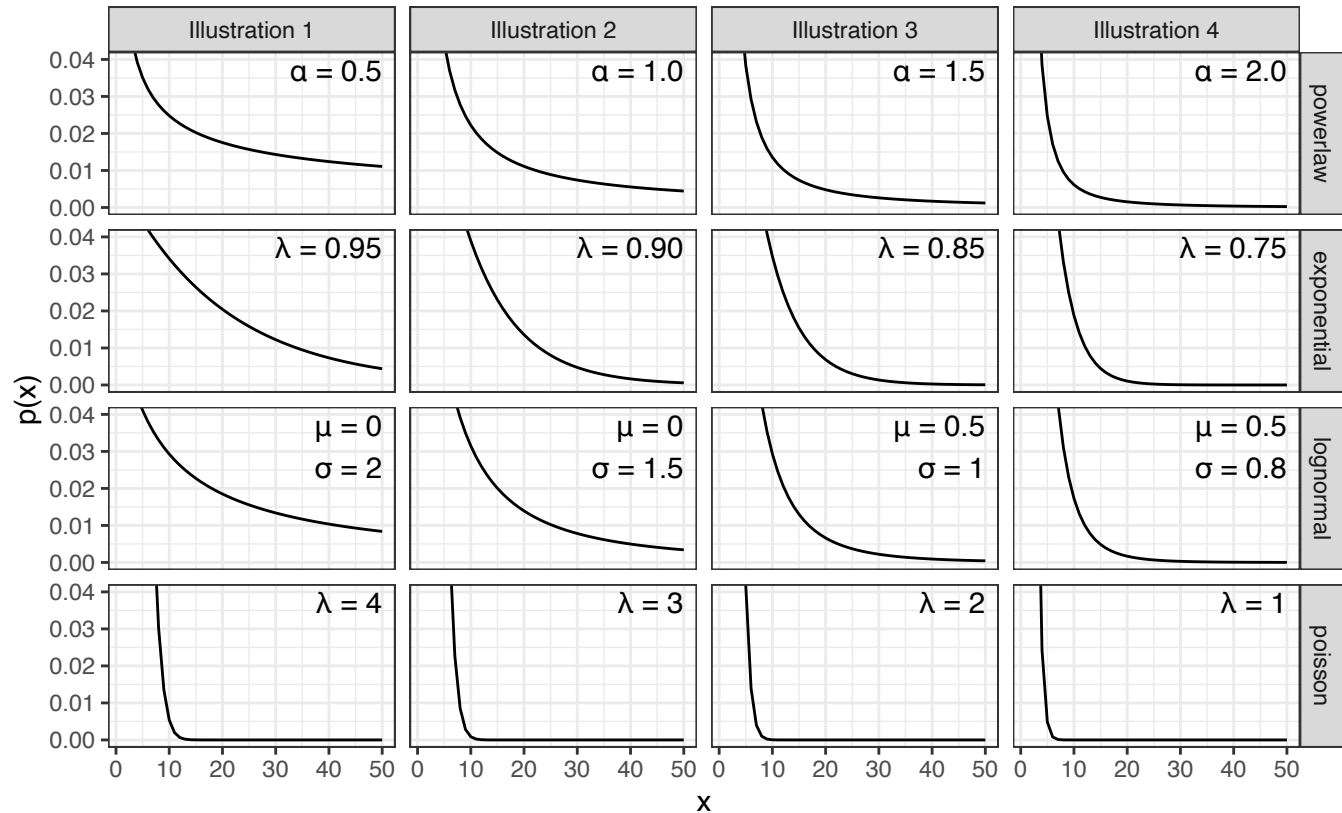 Illustration 1
Illustration 2
Illustration 3
Illustration 4
0.04
0.03
0.02
0.01
0.00
α = 0.5
α = 1.0
α = 1.5
α = 2.0
powerlaw
0.04
0.03
0.02
0.01
0.00
λ = 0.95
λ = 0.90
λ = 0.85
λ = 0.75
exponential
p(x)
0.04
0.03
0.02
0.01
0.00
μ = 0
σ = 2
μ = 0
σ = 1.5
μ = 0.5
σ = 1
μ = 0.5
σ = 0.8
lognormal
0.04
0.03
0.02
0.01
0.00
λ = 4
λ = 3
λ = 2
λ = 1
poisson
0 10 20 30 40 50
0 10 20 30 40 50
0 10 20 30 40 50
0 10 20 30 40 50
x